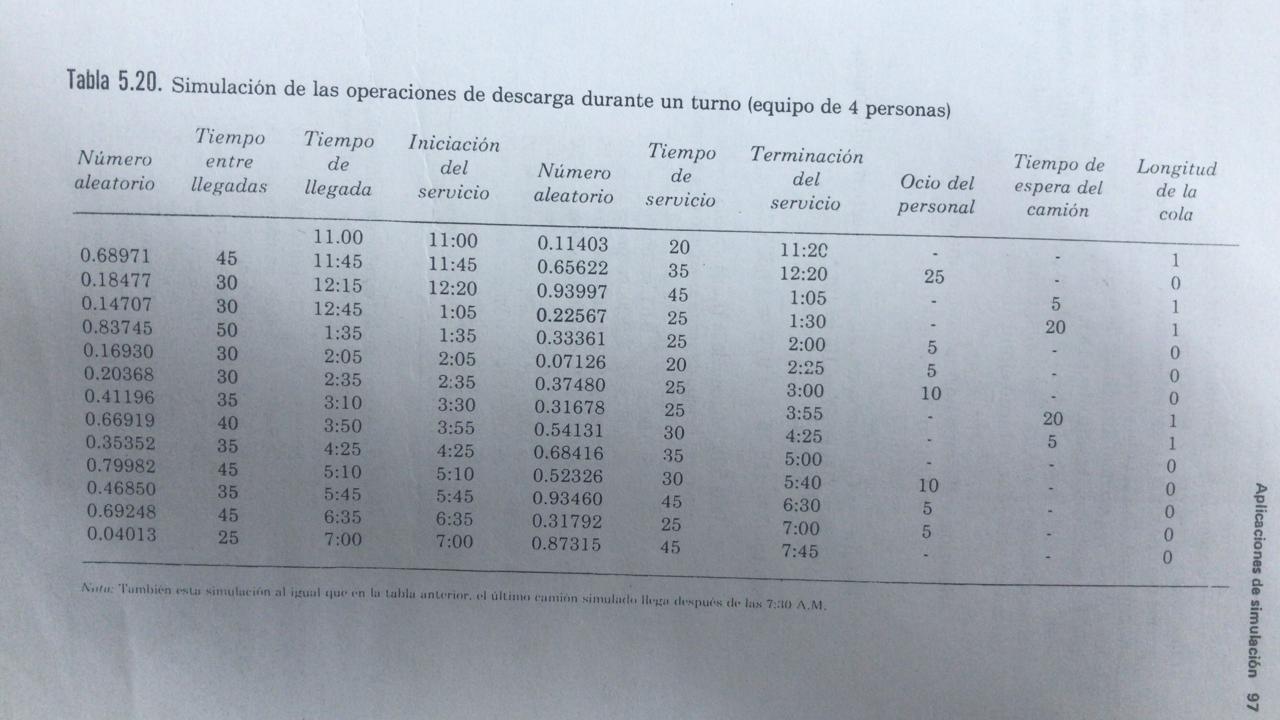 Tabla 5.20. Simulación de las operaciones de descarga durante un turno (equipo de 4 personas)
Número aleatorio Tiempo entre llegadas Tiempo de llegada Iniciación del servicio Número aleatorio Tiempo de servicio Terminación del servicio Ocio del personal Tiempo de espera del camión Longitud de la cola
11.00 11:00 0.11403 20 11:20 - - 1
0.68971 45 11:45 11:45 0.65622 35 12:20 25 - 0
0.18477 30 12:15 12:20 0.93997 45 1:05 - 5 1
0.14707 30 12:45 1:05 0.22567 25 1:30 - 20 1
0.83745 50 1:35 1:35 0.33361 25 2:00 5 - 0
0.16930 30 2:05 2:05 0.07126 20 2:25 5 - 0
0.20368 30 2:35 2:35 0.37480 25 3:00 10 - 0
0.41196 35 3:10 3:30 0.31678 25 3:55 - 20 1
0.66919 40 3:50 3:55 0.54131 30 4:25 - 5 1
0.35352 35 4:25 4:25 0.68416 35 5:00 - - 0
0.79982 45 5:10 5:10 0.52326 30 5:40 10 - 0
0.46850 35 5:45 5:45 0.93460 45 6:30 5 - 0
0.69248 45 6:35 6:35 0.31792 25 7:00 5 - 0
0.04013 25 7:00 7:00 0.87315 45 7:45 - - 0
Nota: También esta simulación al igual que en la tabla anterior, el último camión simulado llega después de las 7:30 A.M.
Aplicaciones de simulación 97